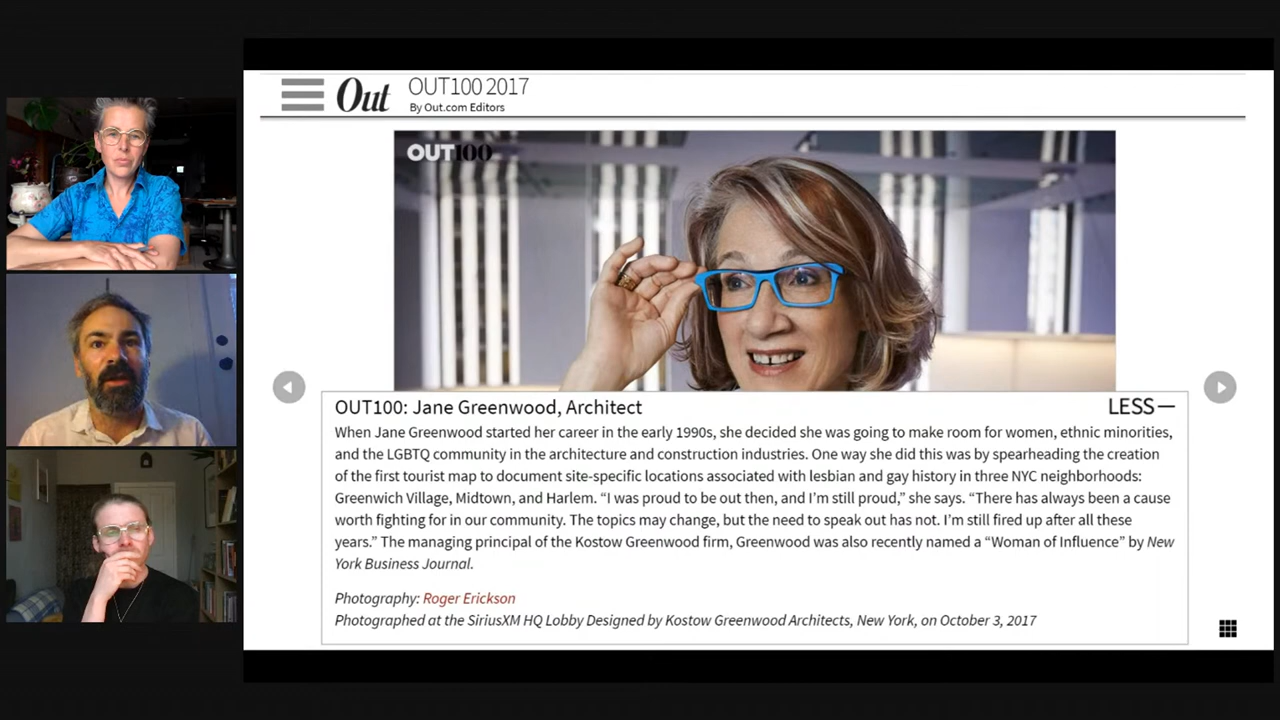 Out
OUT100 2017
By Out.com Editors
OUT100
OUT100: Jane Greenwood, Architect
LESS—
When Jane Greenwood started her career in the early 1990s, she decided she was going to make room for women, ethnic minorities,
and the LGBTQ community in the architecture and construction industries. One way she did this was by spearheading the creation
of the first tourist map to document site-specific locations associated with lesbian and gay history in three NYC neighborhoods:
Greenwich Village, Midtown, and Harlem. “I was proud to be out then, and I’m still proud,” she says. “There has always been a cause
worth fighting for in our community. The topics may change, but the need to speak out has not. I’m still fired up after all these
years.” The managing principal of the Kostow Greenwood firm, Greenwood was also recently named a “Woman of Influence” by New
York Business Journal.
Photography: Roger Erickson
Photographed at the SiriusXM HQ Lobby Designed by Kostow Greenwood Architects, New York, on October 3, 2017